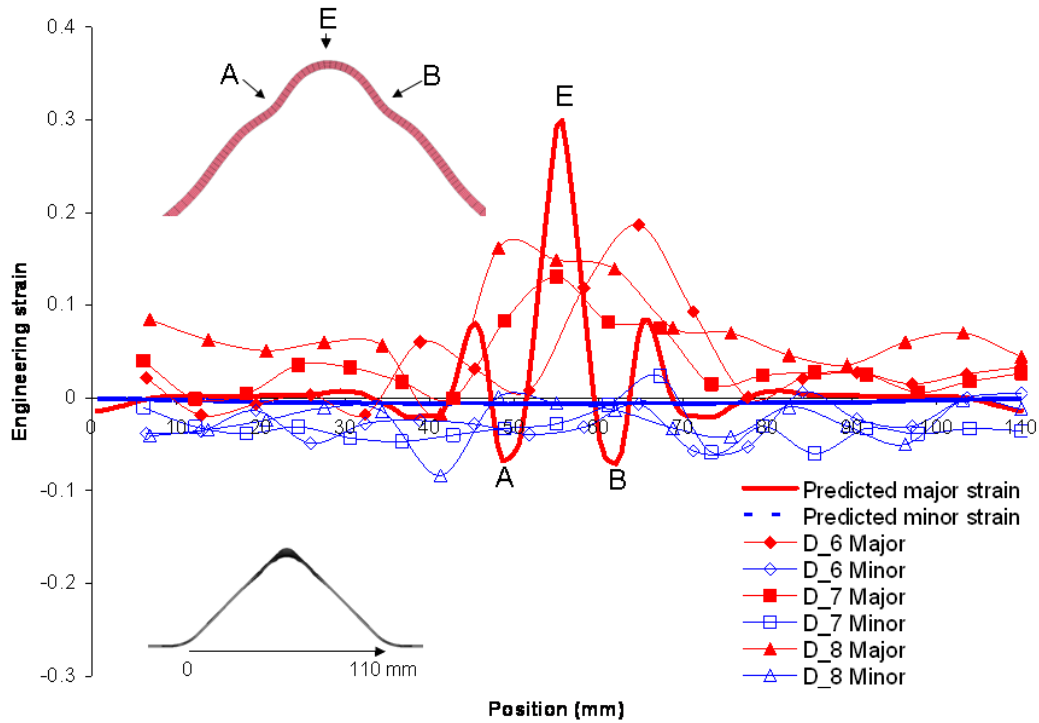 0.4
0.3
0.2
0.1
0
-0.1
-0.2
-0.3
Engineering strain
E
A
B
E
A
B
0 10 20 30 40 50 60 70 80 90 100 110
Predicted major strain
Predicted minor strain
D_6 Major
D_6 Minor
D_7 Major
D_7 Minor
D_8 Major
D_8 Minor
0 110 mm
Position (mm)